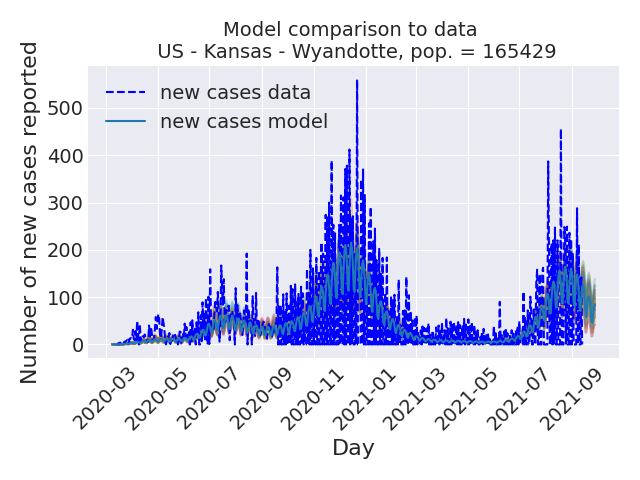 Model comparison to data
US - Kansas - Wyandotte, pop. = 165429
Number of new cases reported
500
400
300
200
100
0
new cases data
new cases model
2020-03
2020-05
2020-07
2020-09
2020-11
2021-01
2021-03
2021-05
2021-07
2021-09
Day